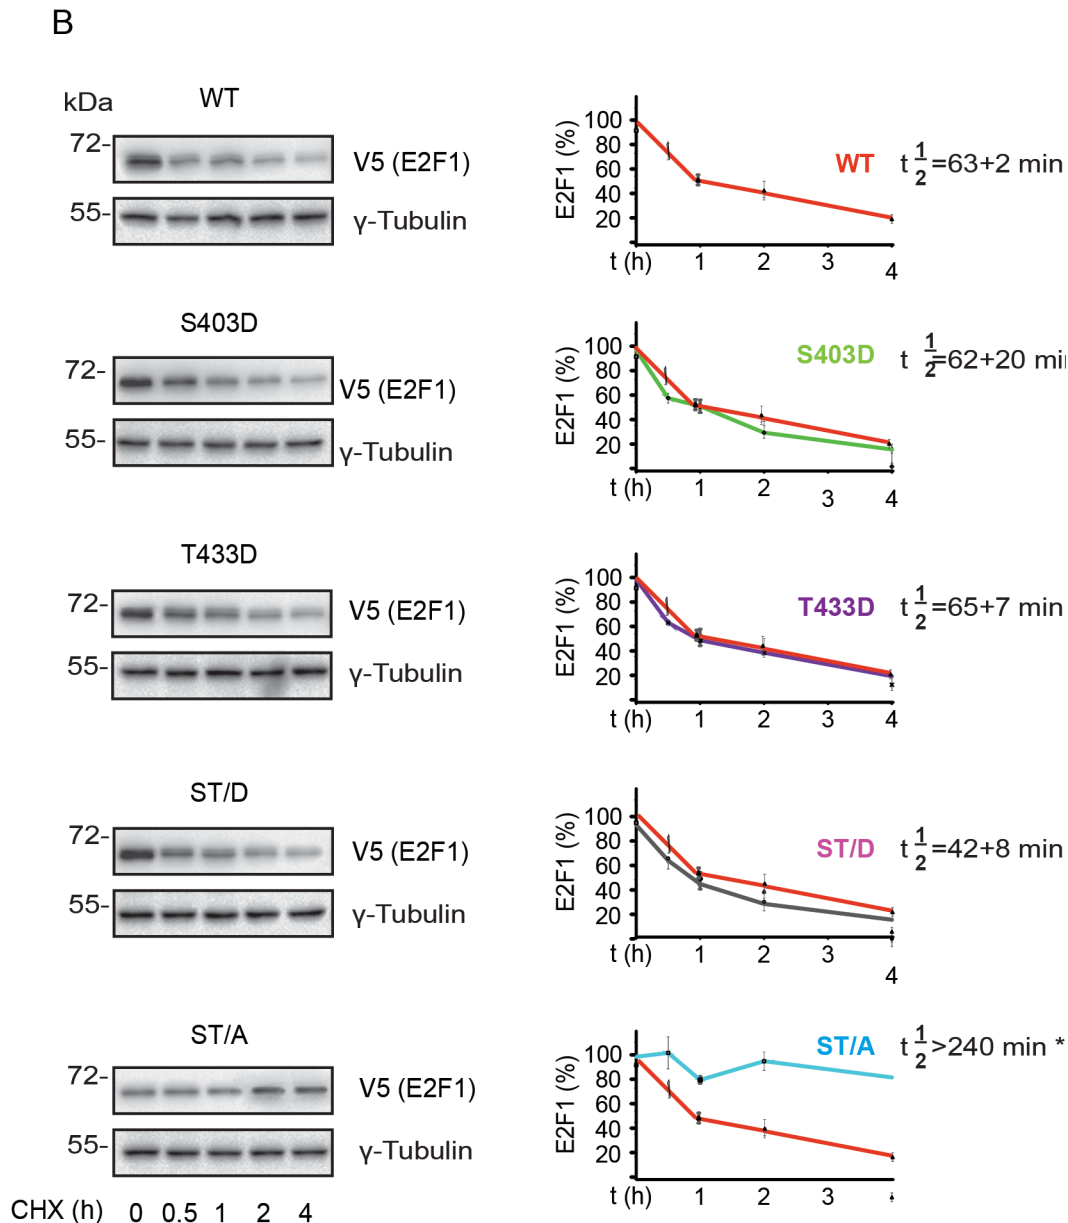 B
kDa
WT
72-
V5 (E2F1)
55-
γ-Tubulin
E2F1 (%)
100
80
60
40
20
t (h)
1
2
3
4
WT
t 1/2=63+2 min
S403D
72-
V5 (E2F1)
55-
γ-Tubulin
E2F1 (%)
100
80
60
40
20
t (h)
1
2
3
4
S403D
t 1/2=62+20 mi
T433D
72-
V5 (E2F1)
55-
γ-Tubulin
E2F1 (%)
100
80
60
40
20
t (h)
1
2
3
4
T433D
t 1/2=65+7 min
ST/D
72-
V5 (E2F1)
55-
γ-Tubulin
E2F1 (%)
100
80
60
40
20
t (h)
1
2
3
4
ST/D
t 1/2=42+8 min
ST/A
72-
V5 (E2F1)
55-
γ-Tubulin
CHX (h) 0 0.5 1 2 4
E2F1 (%)
100
80
60
40
20
t (h)
1
2
3
4
ST/A
t 1/2>240 min *